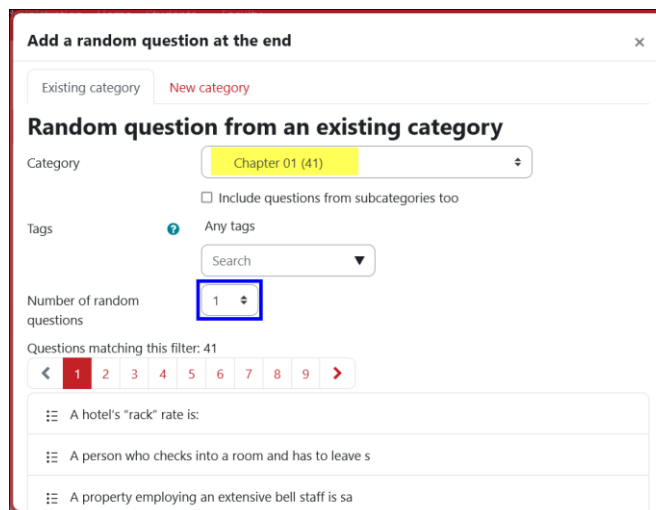 Add a random question at the end ×
Existing category New category
Random question from an existing category
Category Chapter 01 (41)
Include questions from subcategories too
Tags ? Any tags
Search ▼
Number of random 1
questions
Questions matching this filter: 41
1 2 3 4 5 6 7 8 9
A hotel's "rack" rate is:
A person who checks into a room and has to leave s
A property employing an extensive bell staff is sa